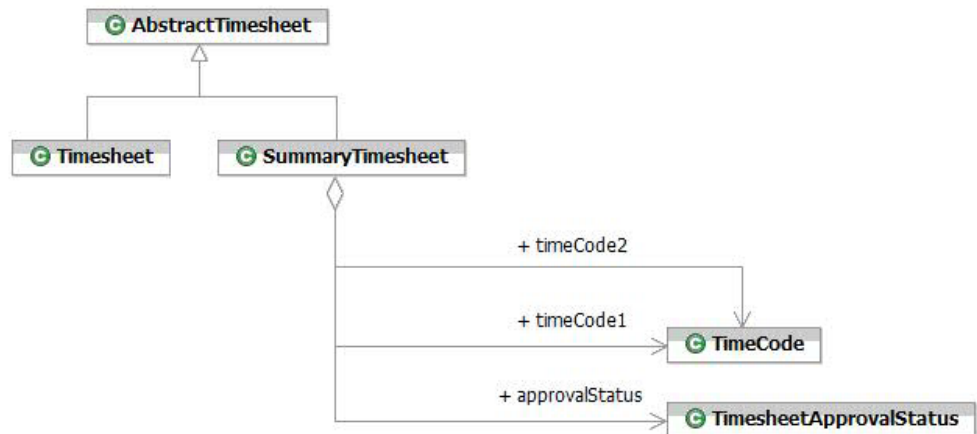 AbstractTimesheet
Timesheet
SummaryTimesheet
+ timeCode2
+ timeCode1
TimeCode
+ approvalStatus
TimesheetApprovalStatus